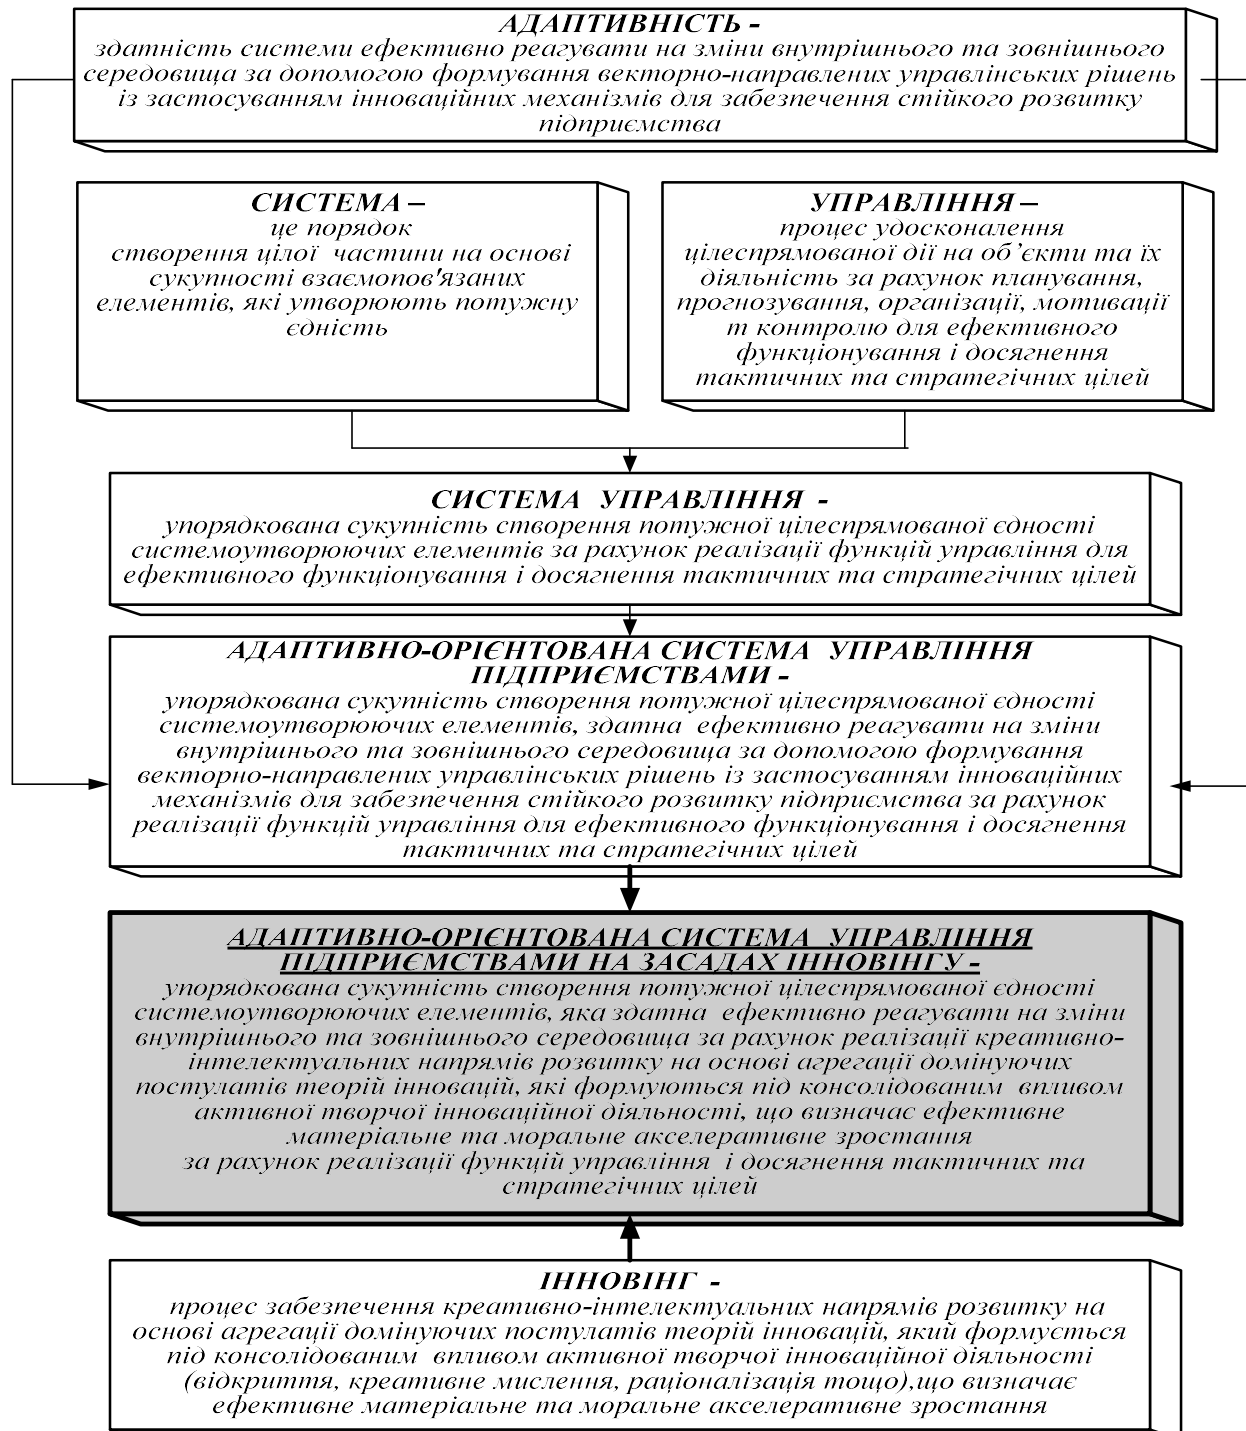 АДАПТИВНІСТЬ -
здатність системи ефективно реагувати на зміни внутрішнього та зовнішнього
середовища за допомогою формування векторно-направлених управлінських рішень
із застосуванням інноваційних механізмів для забезпечення стійкого розвитку
підприємства
СИСТЕМА –
це порядок
створення цілої частини на основі
сукупності взаємопов'язаних
елементів, які утворюють потужну
єдність
УПРАВЛІННЯ –
процес удосконалення
цілеспрямованої дії на об’єкти та їх
діяльність за рахунок планування,
прогнозування, організації, мотивації
т контролю для ефективного
функціонування і досягнення
тактичних та стратегічних цілей
СИСТЕМА УПРАВЛІННЯ -
упорядкована сукупність створення потужної цілеспрямованої єдності
системоутворюючих елементів за рахунок реалізації функцій управління для
ефективного функціонування і досягнення тактичних та стратегічних цілей
АДАПТИВНО-ОРІЄНТОВАНА СИСТЕМА УПРАВЛІННЯ
ПІДПРИЄМСТВАМИ -
упорядкована сукупність створення потужної цілеспрямованої єдності
системоутворюючих елементів, здатна ефективно реагувати на зміни
внутрішнього та зовнішнього середовища за допомогою формування
векторно-направлених управлінських рішень із застосуванням інноваційних
механізмів для забезпечення стійкого розвитку підприємства за рахунок
реалізації функцій управління для ефективного функціонування і досягнення
тактичних та стратегічних цілей
АДАПТИВНО-ОРІЄНТОВАНА СИСТЕМА УПРАВЛІННЯ
ПІДПРИЄМСТВАМИ НА ЗАСАДАХ ІННОВІНГУ -
упорядкована сукупність створення потужної цілеспрямованої єдності
системоутворюючих елементів, яка здатна ефективно реагувати на зміни
внутрішнього та зовнішнього середовища за рахунок реалізації креативно-
інтелектуальних напрямів розвитку на основі агрегації домінуючих
постулатів теорій інновацій, які формуються під консолідованим впливом
активної творчої інноваційної діяльності, що визначає ефективне
матеріальне та моральне акселеративне зростання
за рахунок реалізації функцій управління і досягнення тактичних та
стратегічних цілей
ІННОВІНГ -
процес забезпечення креативно-інтелектуальних напрямів розвитку на
основі агрегації домінуючих постулатів теорій інновацій, який формується
під консолідованим впливом активної творчої інноваційної діяльності
(відкриття, креативне мислення, раціоналізація тощо),що визначає
ефективне матеріальне та моральне акселеративне зростання